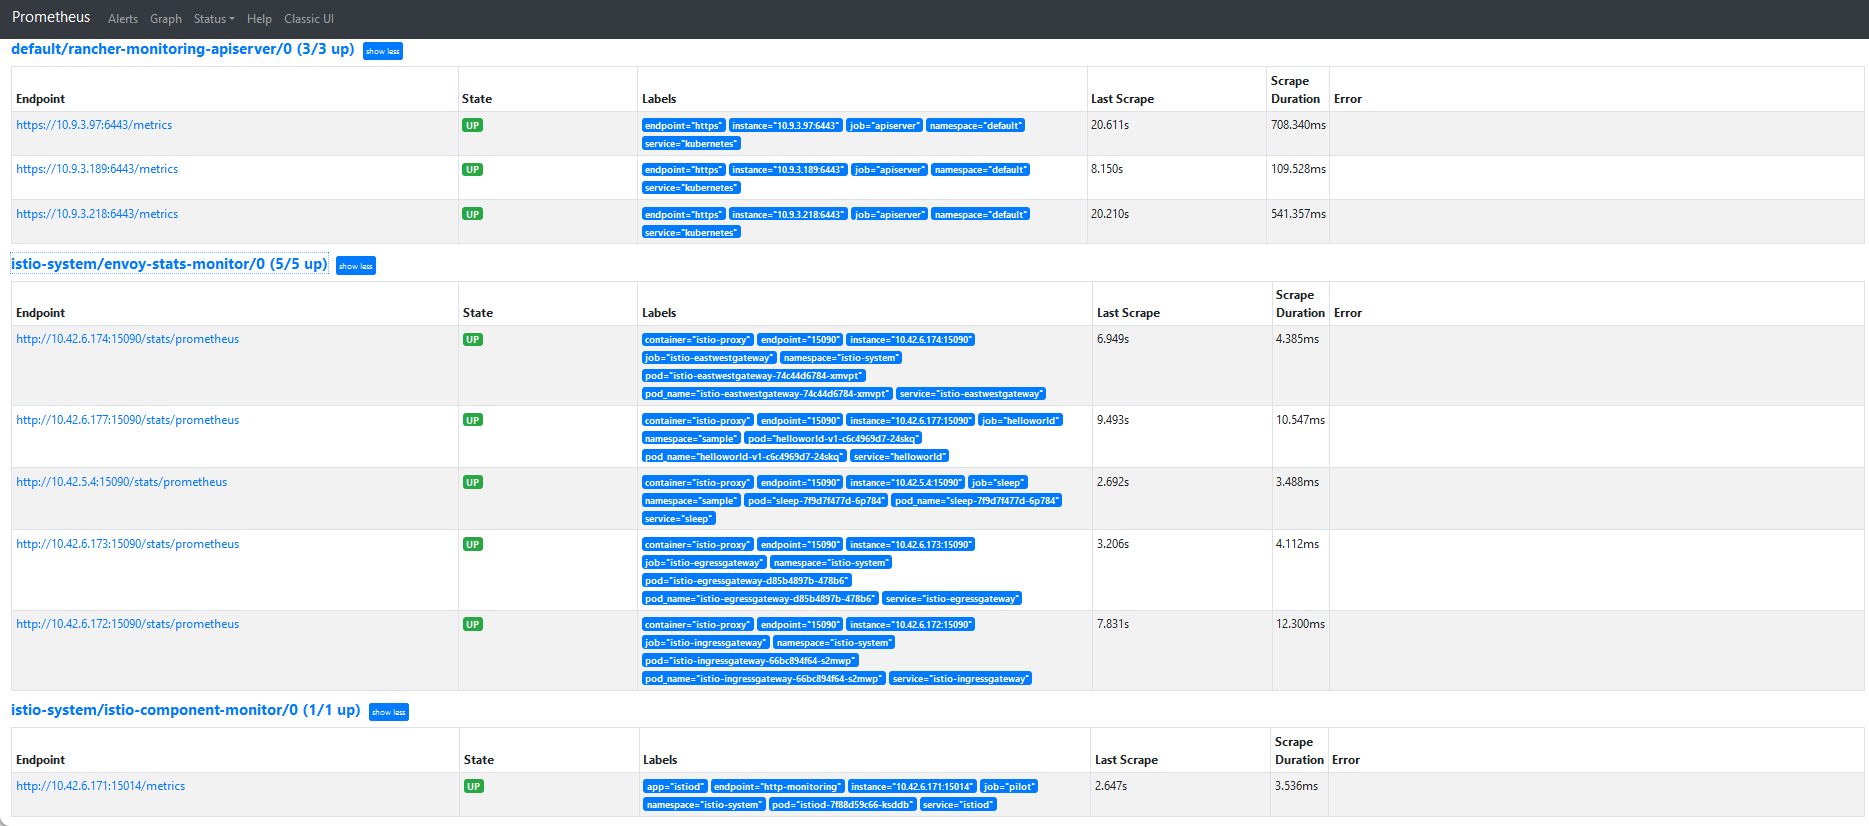 Prometheus Alerts Graph Status Help Classic UI
default/rancher-monitoring-apiserver/0 (3/3 up) show less
Endpoint State Labels Last Scrape Scrape Duration Error
https://10.9.3.97:6443/metrics UP endpoint="https" instance="10.9.3.97:6443" job="apiserver" namespace="default" 20.611s 708.340ms
service="kubernetes"
https://10.9.3.189:6443/metrics UP endpoint="https" instance="10.9.3.189:6443" job="apiserver" namespace="default" 8.150s 109.528ms
service="kubernetes"
https://10.9.3.218:6443/metrics UP endpoint="https" instance="10.9.3.218:6443" job="apiserver" namespace="default" 20.210s 541.357ms
service="kubernetes"
istio-system/envoy-stats-monitor/0 (5/5 up) show less
Endpoint State Labels Last Scrape Scrape Duration Error
http://10.42.6.174:15090/stats/prometheus UP container="istio-proxy" endpoint="15090" instance="10.42.6.174:15090" 6.949s 4.385ms
job="istio-eastwestgateway" namespace="istio-system"
pod="istio-eastwestgateway-74c44d6784-xmvpt"
pod_name="istio-eastwestgateway-74c44d6784-xmvpt" service="istio-eastwestgateway"
http://10.42.6.177:15090/stats/prometheus UP container="istio-proxy" endpoint="15090" instance="10.42.6.177:15090" job="helloworld" 9.493s 10.547ms
namespace="sample" pod="helloworld-v1-c6c4969d7-24skq"
pod_name="helloworld-v1-c6c4969d7-24skq" service="helloworld"
http://10.42.5.4:15090/stats/prometheus UP container="istio-proxy" endpoint="15090" instance="10.42.5.4:15090" job="sleep" 2.692s 3.488ms
namespace="sample" pod="sleep-7f9d7f477d-6p784" pod_name="sleep-7f9d7f477d-6p784"
service="sleep"
http://10.42.6.173:15090/stats/prometheus UP container="istio-proxy" endpoint="15090" instance="10.42.6.173:15090" 3.206s 4.112ms
job="istio-egressgateway" namespace="istio-system"
pod="istio-egressgateway-d85b4897b-478b6"
pod_name="istio-egressgateway-d85b4897b-478b6" service="istio-egressgateway"
http://10.42.6.172:15090/stats/prometheus UP container="istio-proxy" endpoint="15090" instance="10.42.6.172:15090" 7.831s 12.300ms
job="istio-ingressgateway" namespace="istio-system"
pod="istio-ingressgateway-66bc894f64-s2mwp"
pod_name="istio-ingressgateway-66bc894f64-s2mwp" service="istio-ingressgateway"
istio-system/istio-component-monitor/0 (1/1 up) show less
Endpoint State Labels Last Scrape Scrape Duration Error
http://10.42.6.171:15014/metrics UP app="istiod" endpoint="http-monitoring" instance="10.42.6.171:15014" job="pilot" 2.647s 3.536ms
namespace="istio-system" pod="istiod-7f88d59c66-ksddb" service="istiod"